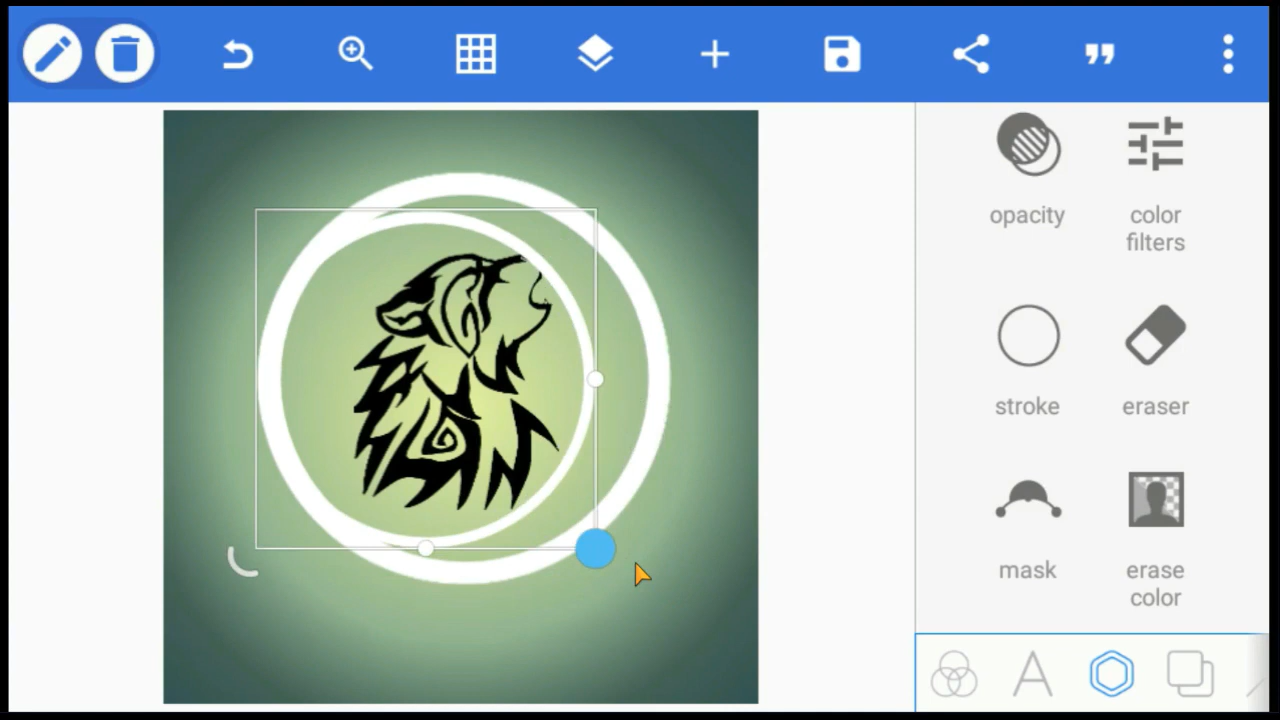 opacity
color
filters
stroke
eraser
mask
erase
color